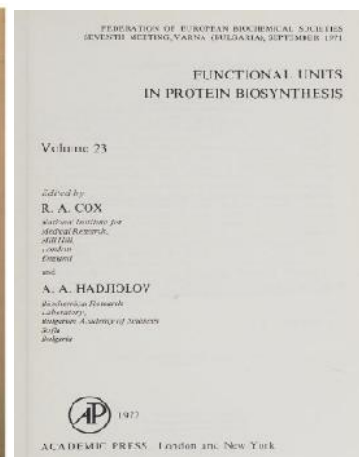 FEDERATION OF EUROPEAN BIOCHEMICAL SOCIETIES
SEVENTH MEETING, VARNA (BULGARIA), SEPTEMBER 1971
FUNCTIONAL UNITS
IN PROTEIN BIOSYNTHESIS
Volume 23
Edited by
R. A. COX
National Institute for
Medical Research,
Mill Hill,
London
England
and
A. A. HADJIOLOV
Biochemical Research
Laboratory,
Bulgarian Academy of Sciences
Sofia
Bulgaria
AP 1972
ACADEMIC PRESS London and New York